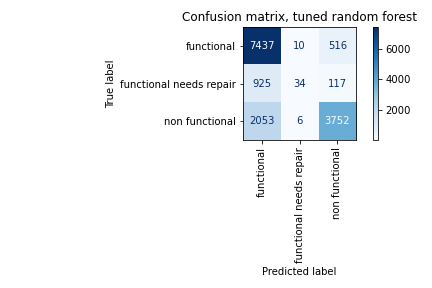 Confusion matrix, tuned random forest
functional 7437 10 516
functional needs repair 925 34 117
non functional 2053 6 3752
True label
functional
functional needs repair
non functional
Predicted label
6000
4000
2000